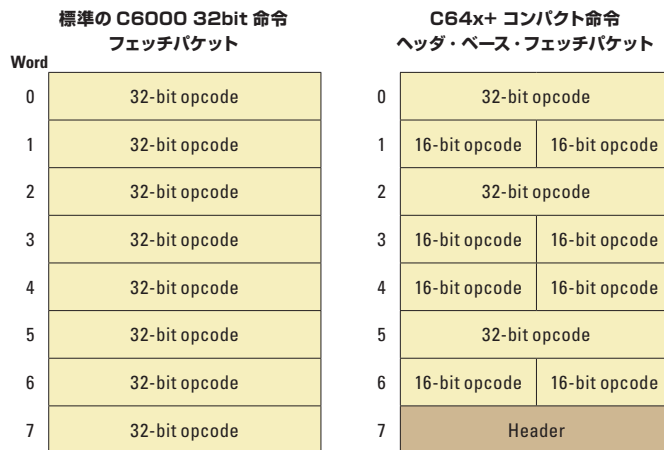 標準の C6000 32bit 命令
フェッチパケット
Word
0 32-bit opcode
1 32-bit opcode
2 32-bit opcode
3 32-bit opcode
4 32-bit opcode
5 32-bit opcode
6 32-bit opcode
7 32-bit opcode
C64x+ コンパクト命令
ヘッダ・ベース・フェッチパケット
0 32-bit opcode
1 16-bit opcode 16-bit opcode
2 32-bit opcode
3 16-bit opcode 16-bit opcode
4 16-bit opcode 16-bit opcode
5 32-bit opcode
6 16-bit opcode 16-bit opcode
7 Header